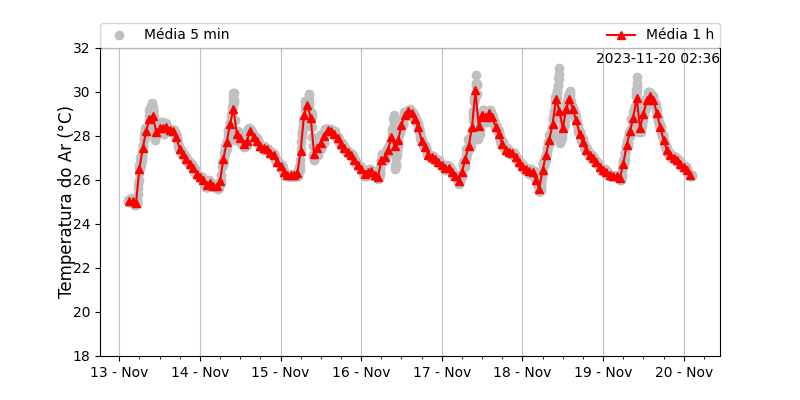 Média 5 min
Média 1 h
2023-11-20 02:36
Temperatura do Ar (°C)
32
30
28
26
24
22
20
18
13 - Nov
14 - Nov
15 - Nov
16 - Nov
17 - Nov
18 - Nov
19 - Nov
20 - Nov